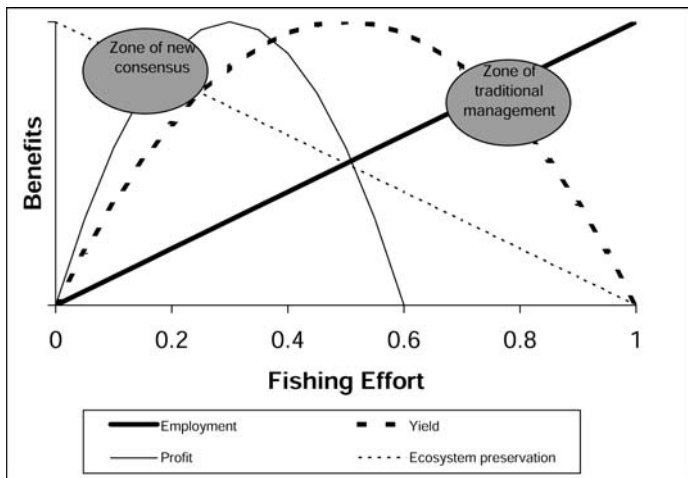 Zone of new
consensus
Zone of
traditional
management
Benefits
0
0.2
0.4
0.6
0.8
1
Fishing Effort
Employment
Yield
Profit
Ecosystem preservation